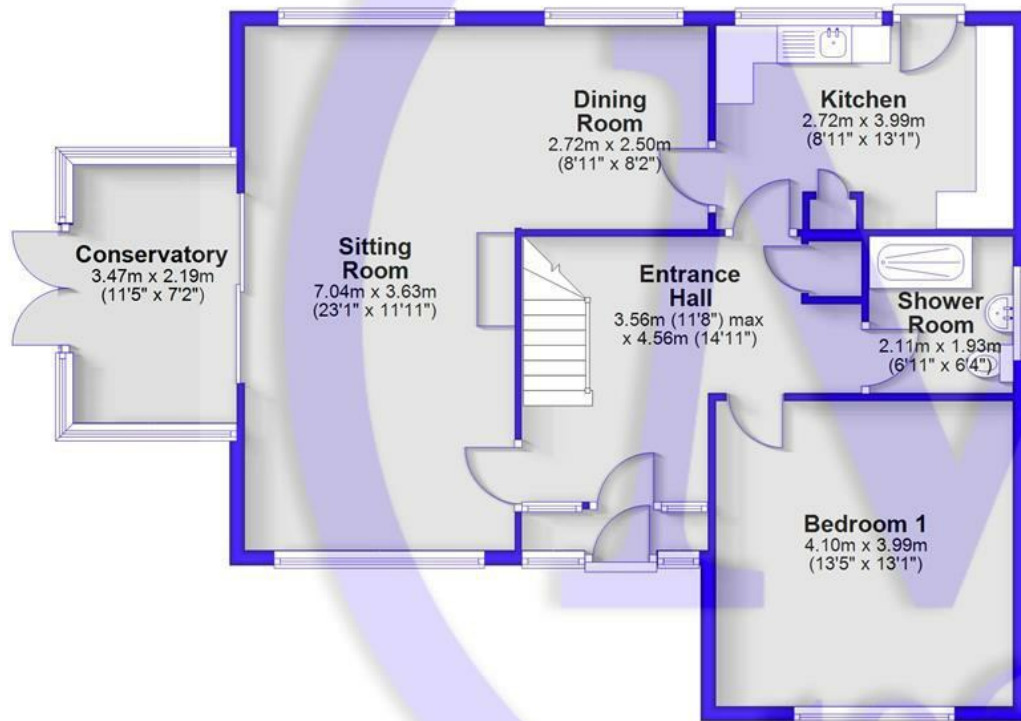 Dining
Room
2.72m x 2.50m
(8'11" x 8'2")
Kitchen
2.72m x 3.99m
(8'11" x 13'1")
Conservatory
3.47m x 2.19m
(11'5" x 7'2")
Sitting
Room
7.04m x 3.63m
(23'1" x 11'11")
Entrance
Hall
3.56m (11'8") max
x 4.56m (14'11")
Shower
Room
2.11m x 1.93m
(6'11" x 6'4")
Bedroom 1
4.10m x 3.99m
(13'5" x 13'1")